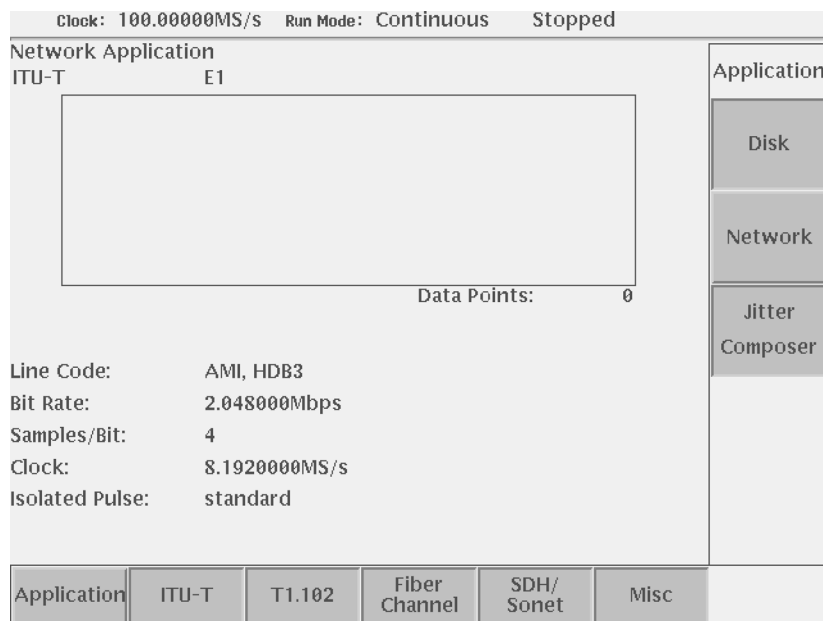 Clock: 100.00000MS/s Run Mode: Continuous Stopped
Network Application
ITU-T E1
Data Points: 0
Line Code: AMI, HDB3
Bit Rate: 2.048000Mbps
Samples/Bit: 4
Clock: 8.1920000MS/s
Isolated Pulse: standard
Application
Disk
Network
Jitter
Composer
Application
ITU-T
T1.102
Fiber
Channel
SDH/
Sonet
Misc